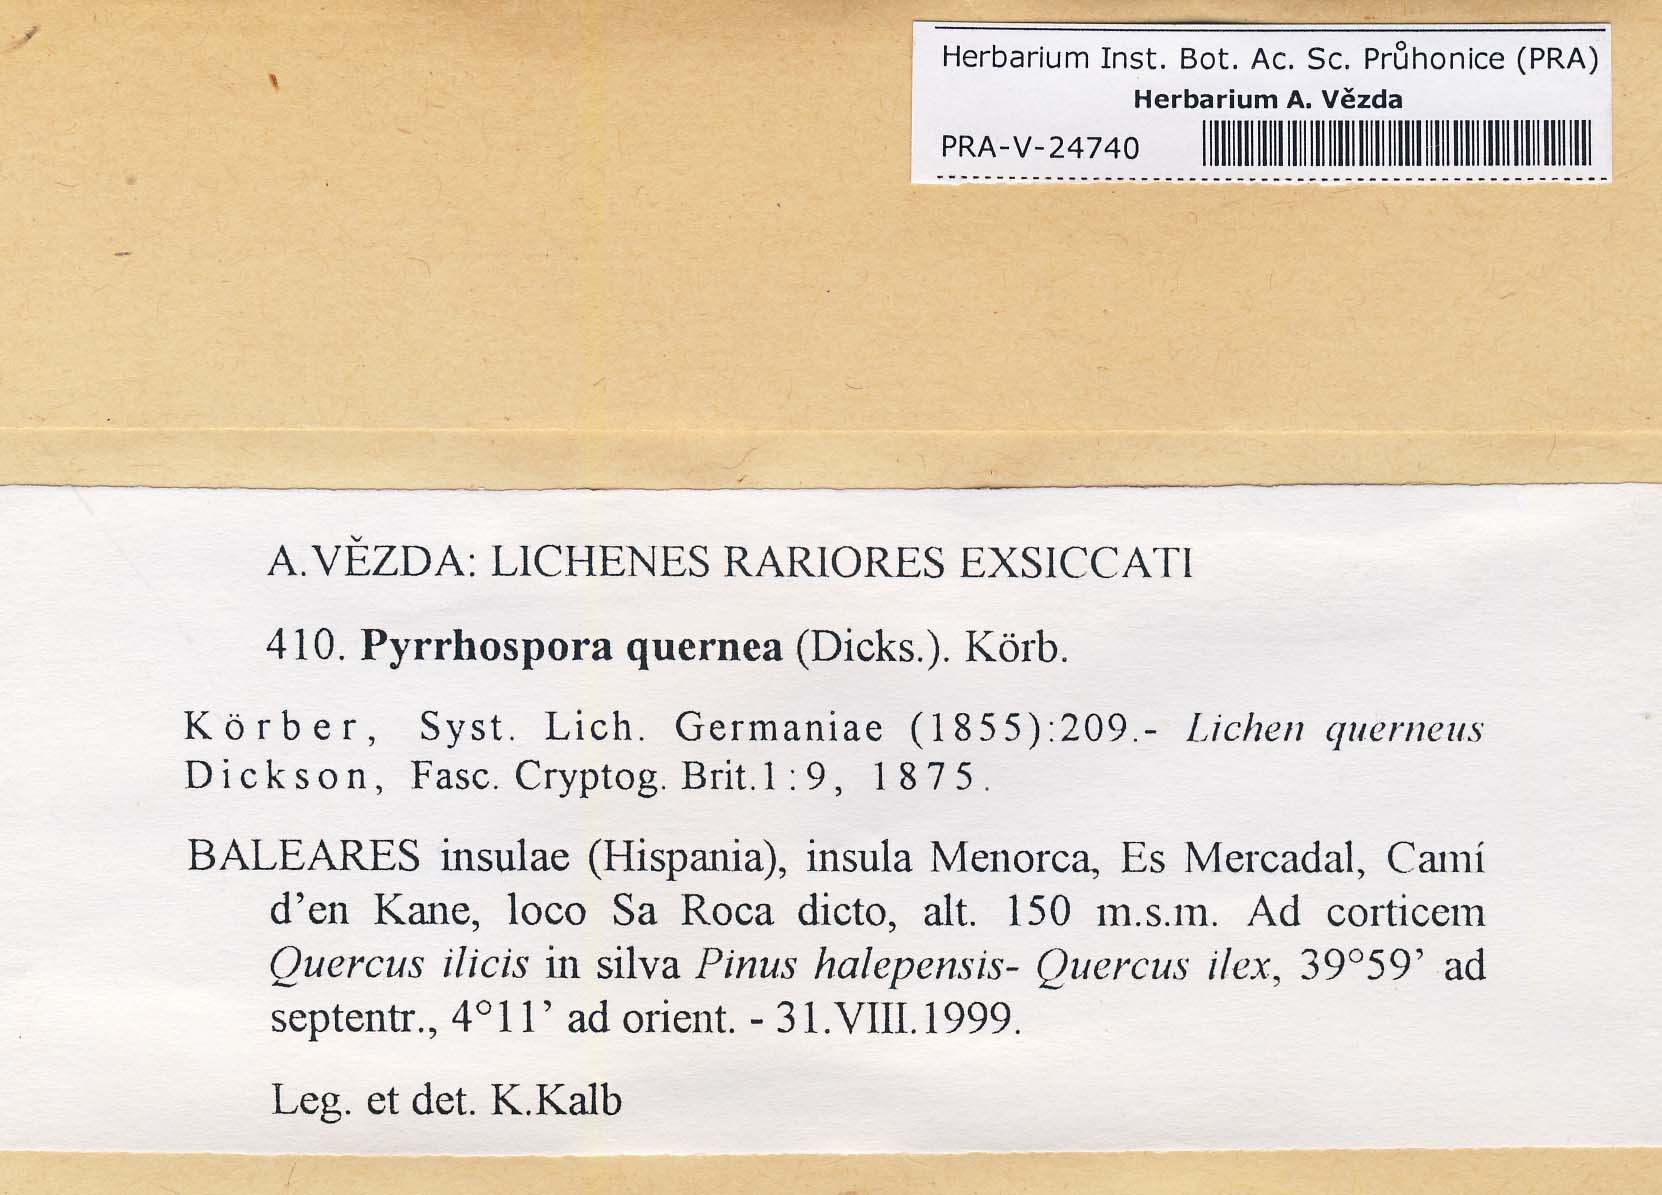 Herbarium Inst. Bot. Ac. Sc. Průhonice (PRA)
Herbarium A. Vězda
PRA-V-24740
A.VĚZDA: LICHENES RARIORES EXSICCATI
410. Pyrrhospora quernea (Dicks.). Körb.
Körber, Syst. Lich. Germaniae (1855):209.- Lichen querneus
Dickson, Fasc. Cryptog. Brit.1:9, 1875.
BALEARES insulae (Hispania), insula Menorca, Es Mercadal, Camí
d'en Kane, loco Sa Roca dicto, alt. 150 m.s.m. Ad corticem
Quercus ilicis in silva Pinus halepensis- Quercus ilex, 39°59' ad
septentr., 4°11' ad orient. - 31.VIII.1999.
Leg. et det. K.Kalb